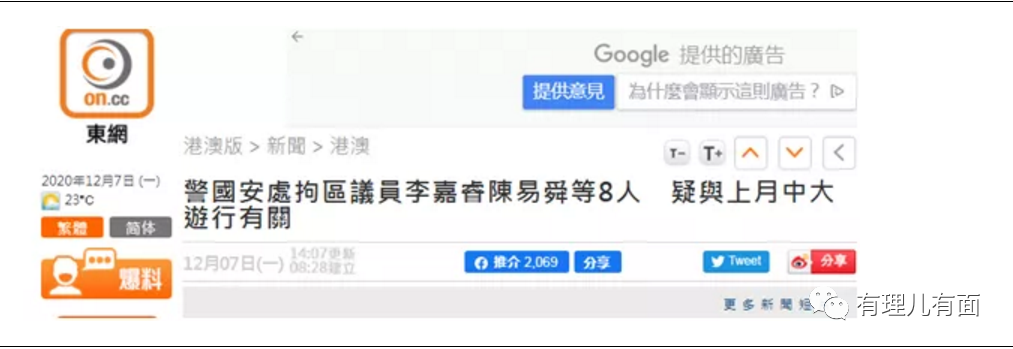 Google 提供的廣告
提供意見 為什麼會顯示這則廣告？
on.cc
東網
港澳版 > 新聞 > 港澳
T- T+
2020年12月7日 (一)
23°C
繁體 简体
警國安處拘區議員李嘉睿陳易舜等8人 疑與上月中大
遊行有關
爆料
12月07日(一) 14:07更新
08:28建立
推介 2,069 分享 Tweet 分享
更多新聞短
有理儿有面